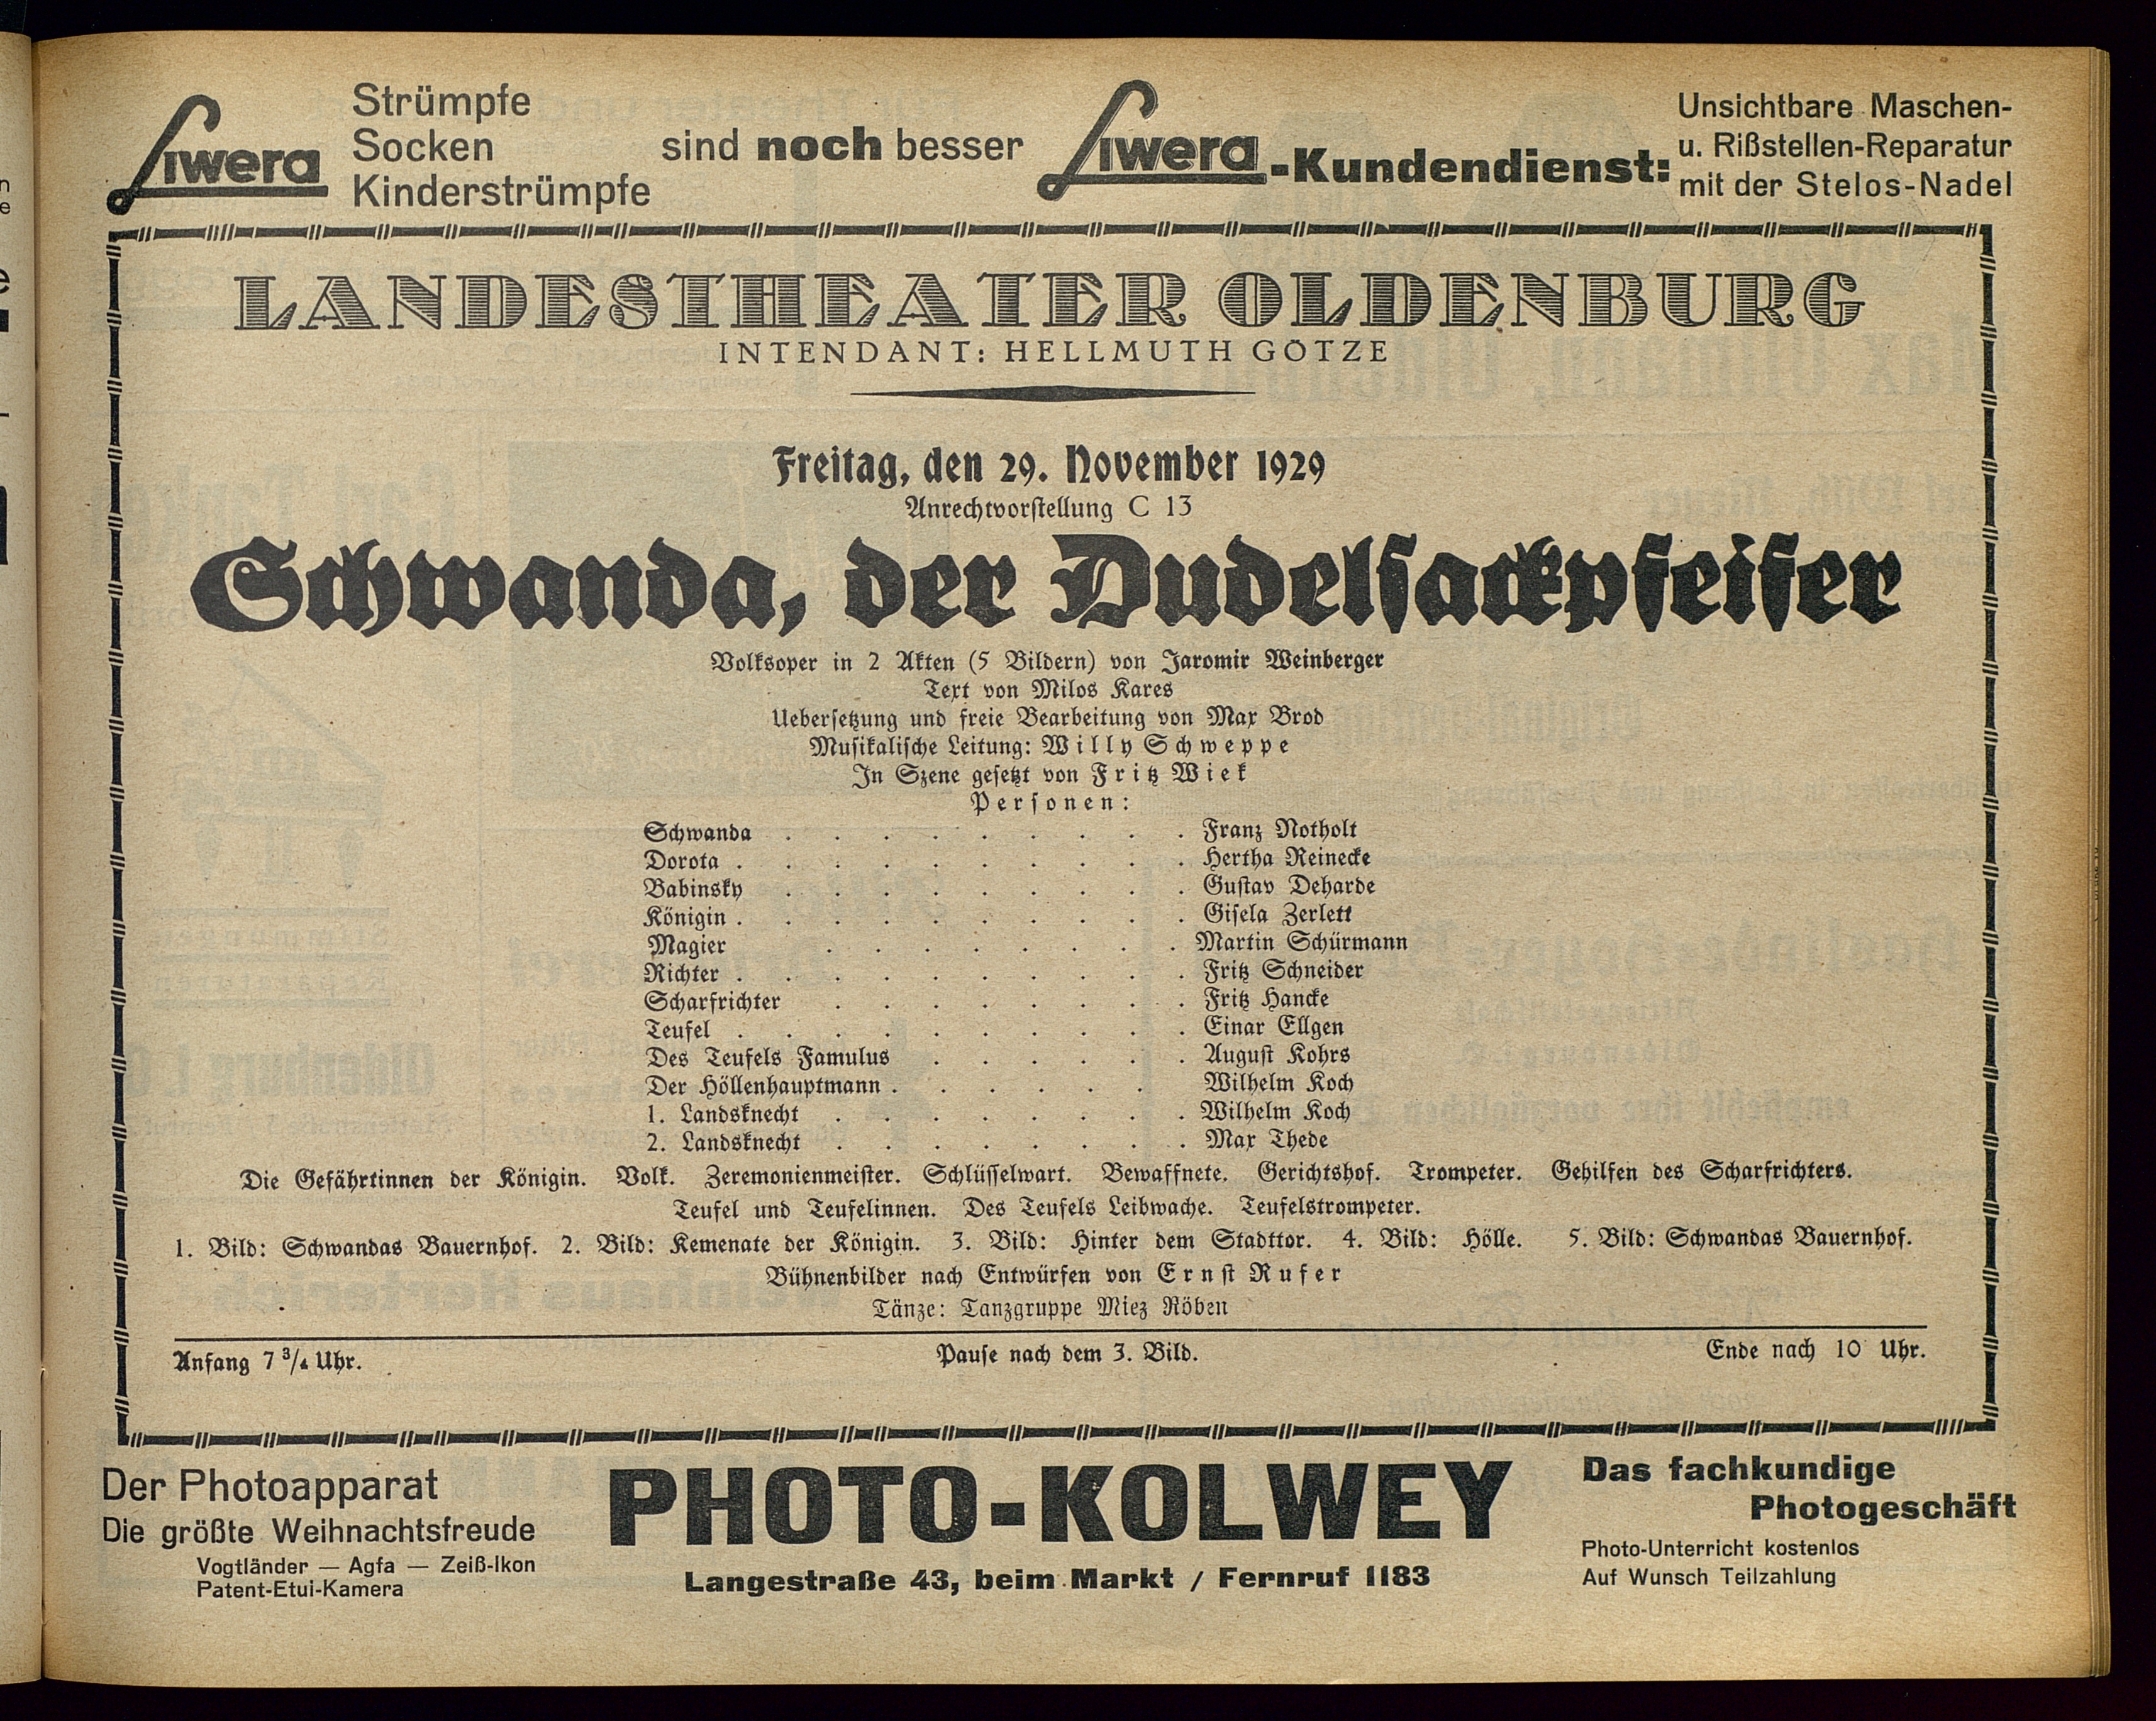 Liwera
Strümpfe
Socken
Kinderstrümpfe
sind noch besser
Liwera-Kundendienst:
Unsichtbare Maschen-
u. Rißstellen-Reparatur
mit der Stelos-Nadel
LANDESTHEATER OLDENBURG
INTENDANT: HELLMUTH GÖTZE
Freitag, den 29. November 1929
Anrechtvorstellung C 13
Schwanda, der Dudelsackpfeifer
Volksoper in 2 Akten (5 Bildern) von Jaromir Weinberger
Text von Milos Kares
Uebersetzung und freie Bearbeitung von Max Brod
Musikalische Leitung: Willy Schweppe
In Szene gesetzt von Fritz Wiek
Personen:
Schwanda . . . . . . . . . Franz Notholt
Dorota . . . . . . . . . . Hertha Reinecke
Babinsky . . . . . . . . . Gustav Deharde
Königin . . . . . . . . . . Gisela Zerlett
Magier . . . . . . . . Martin Schürmann
Richter . . . . . . . . . . Fritz Schneider
Scharfrichter . . . . . . . . Fritz Hancke
Teufel . . . . . . . . . . Einar Ellgen
Des Teufels Famulus . . . . . . August Kohrs
Der Höllenhauptmann . . . . . . Wilhelm Koch
1. Landsknecht . . . . . . . . Wilhelm Koch
2. Landsknecht . . . . . . . . Max Thede
Die Gefährtinnen der Königin. Volk. Zeremonienmeister. Schlüsselwart. Bewaffnete. Gerichtshof. Trompeter. Gehilfen des Scharfrichters.
Teufel und Teufelinnen. Des Teufels Leibwache. Teufelstrompeter.
1. Bild: Schwandas Bauernhof. 2. Bild: Kemenate der Königin. 3. Bild: Hinter dem Stadttor. 4. Bild: Hölle. 5. Bild: Schwandas Bauernhof.
Bühnenbilder nach Entwürfen von Ernst Rufer
Tänze: Tanzgruppe Miez Röben
Anfang 7 3/4 Uhr. Pause nach dem 3. Bild. Ende nach 10 Uhr.
Der Photoapparat
Die größte Weihnachtsfreude
Vogtländer — Agfa — Zeiß-Ikon
Patent-Etui-Kamera
PHOTO-KOLWEY
Langestraße 43, beim Markt / Fernruf 1183
Das fachkundige
Photogeschäft
Photo-Unterricht kostenlos
Auf Wunsch Teilzahlung